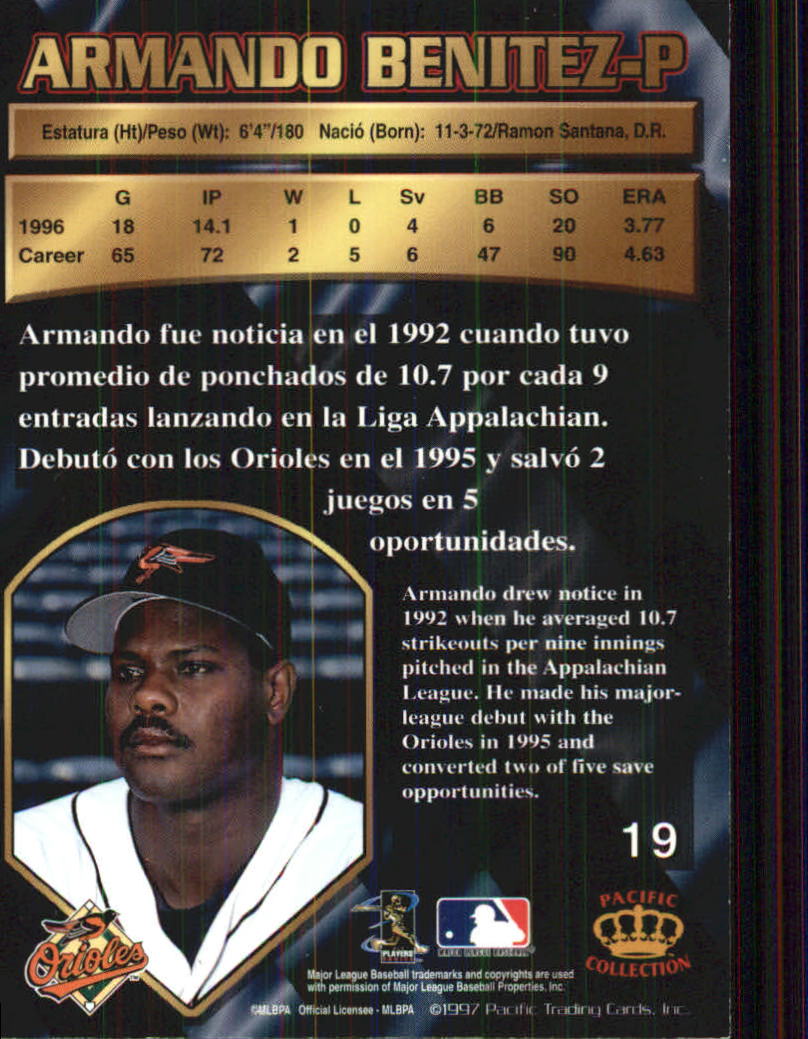 ARMANDO BENITEZ-P
Estatura (Ht)/Peso (Wt): 6'4"/180 Nació (Born): 11-3-72/Ramon Santana, D.R.
G IP W L Sv BB SO ERA
1996 18 14.1 1 0 4 6 20 3.77
Career 65 72 2 5 6 47 90 4.63
Armando fue noticia en el 1992 cuando tuvo
promedio de ponchados de 10.7 por cada 9
entradas lanzando en la Liga Appalachian.
Debutó con los Orioles en el 1995 y salvó 2
juegos en 5
oportunidades.
Armando drew notice in
1992 when he averaged 10.7
strikeouts per nine innings
pitched in the Appalachian
League. He made his major-
league debut with the
Orioles in 1995 and
converted two of five save
opportunities.
19
Orioles
PLAYERS
CHOICE
MAJOR LEAGUE BASEBALL
PACIFIC
COLLECTION
Major League Baseball trademarks and copyrights are used
with permission of Major League Baseball Properties, Inc.
©MLBPA Official Licensee - MLBPA ©1997 Pacific Trading Cards, Inc.